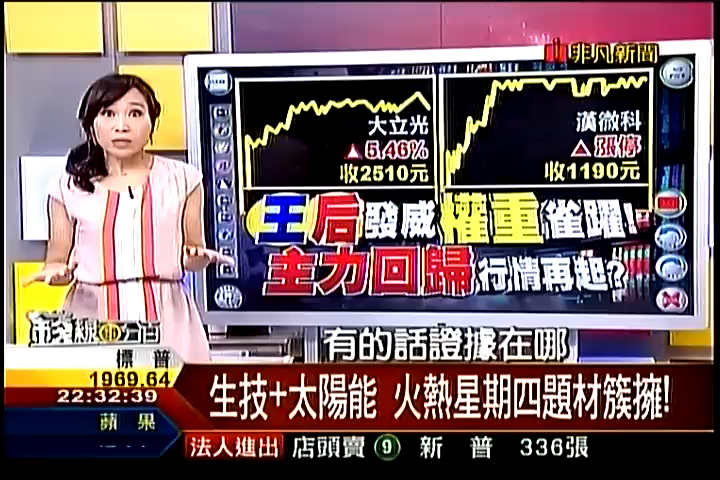 非凡新聞
大立光
▲5.46%
收2510元
漢微科
△漲停
收1190元
王后發威權重雀躍!
主力回歸行情再起?
有的話證據在哪
標普
1969.64
22:32:39
蘋果
生技+太陽能 火熱星期四題材簇擁!
法人進出 店頭賣 9 新普 336張